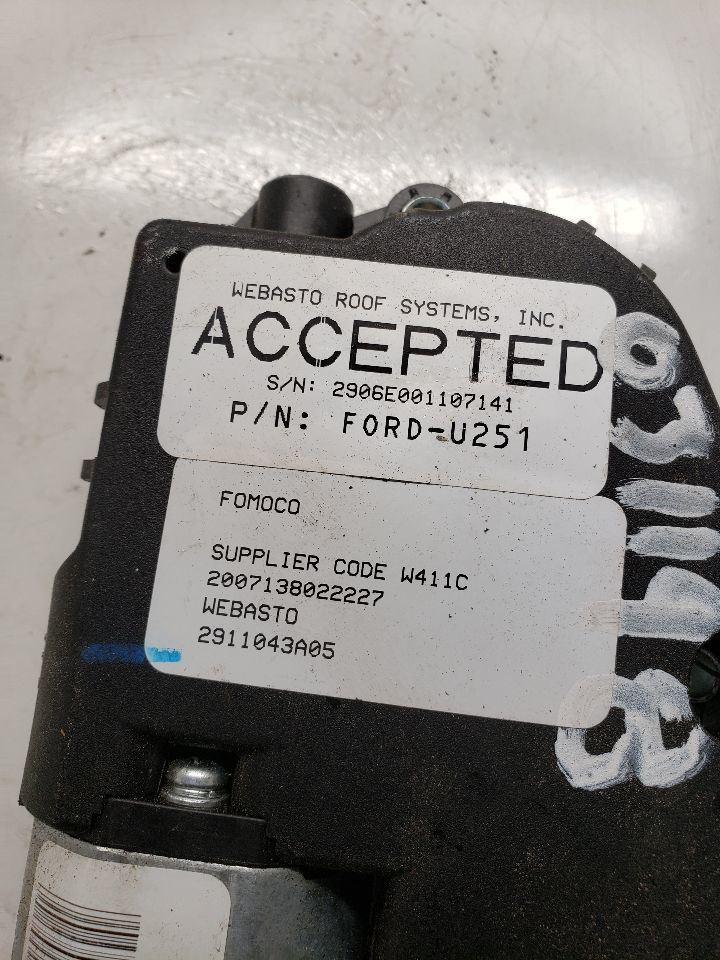 WEBASTO ROOF SYSTEMS, INC.
ACCEPTED
S/N: 2906E001107141
P/N: FORD-U251
FOMOCO
SUPPLIER CODE W411C
2007138022227
WEBASTO
2911043A05